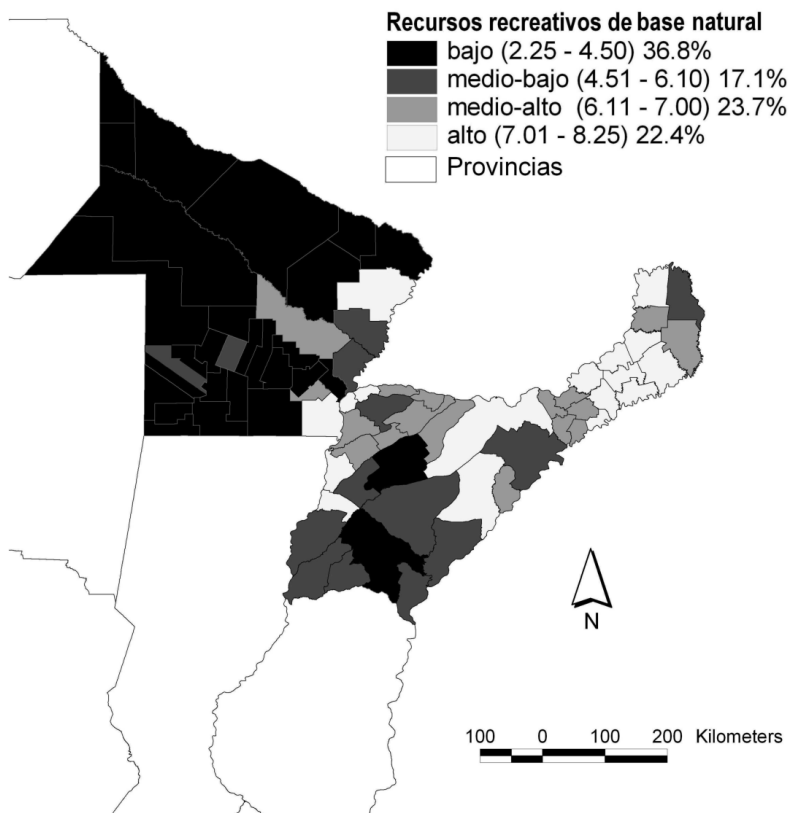 Recursos recreativos de base natural
bajo (2.25 - 4.50) 36.8%
medio-bajo (4.51 - 6.10) 17.1%
medio-alto (6.11 - 7.00) 23.7%
alto (7.01 - 8.25) 22.4%
Provincias
N
100 0 100 200 Kilometers